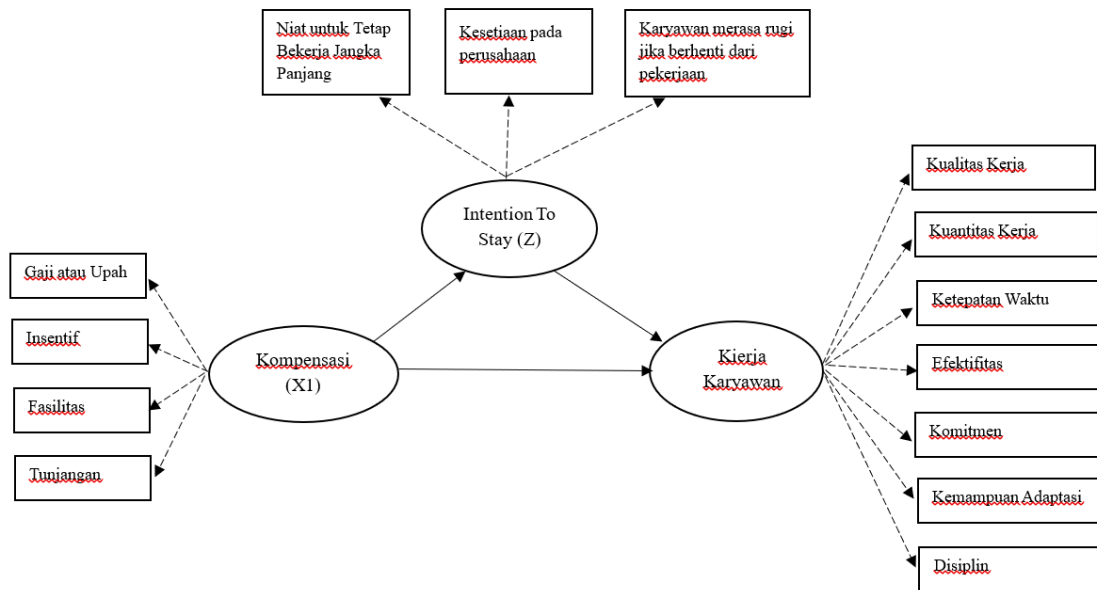 Niat untuk Tetap
Bekerja Jangka
Panjang
Kesetiaan pada
perusahaan
Karyawan merasa rugi
jika berhenti dari
pekerjaan
Intention To
Stay (Z)
Gaji atau Upah
Insentif
Fasilitas
Tunjangan
Kompensasi
(X1)
Kierja
Karyawan
Kualitas Kerja
Kuantitas Kerja
Ketepatan Waktu
Efektifitas
Komitmen
Kemampuan Adaptasi
Disiplin